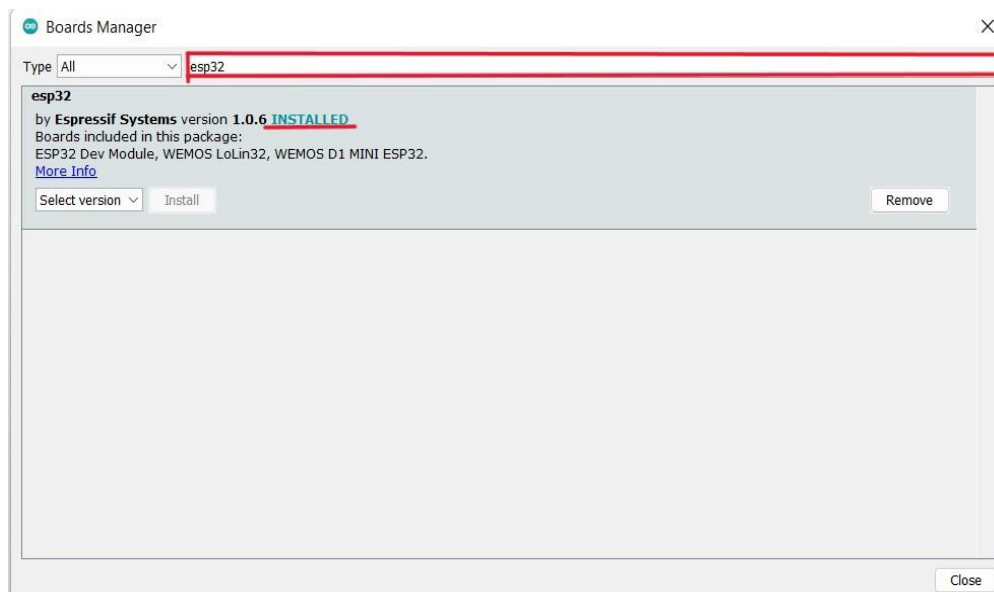 Boards Manager
Type All esp32
esp32
by Espressif Systems version 1.0.6 INSTALLED
Boards included in this package:
ESP32 Dev Module, WEMOS LoLin32, WEMOS D1 MINI ESP32.
More Info
Select version Install Remove
Close